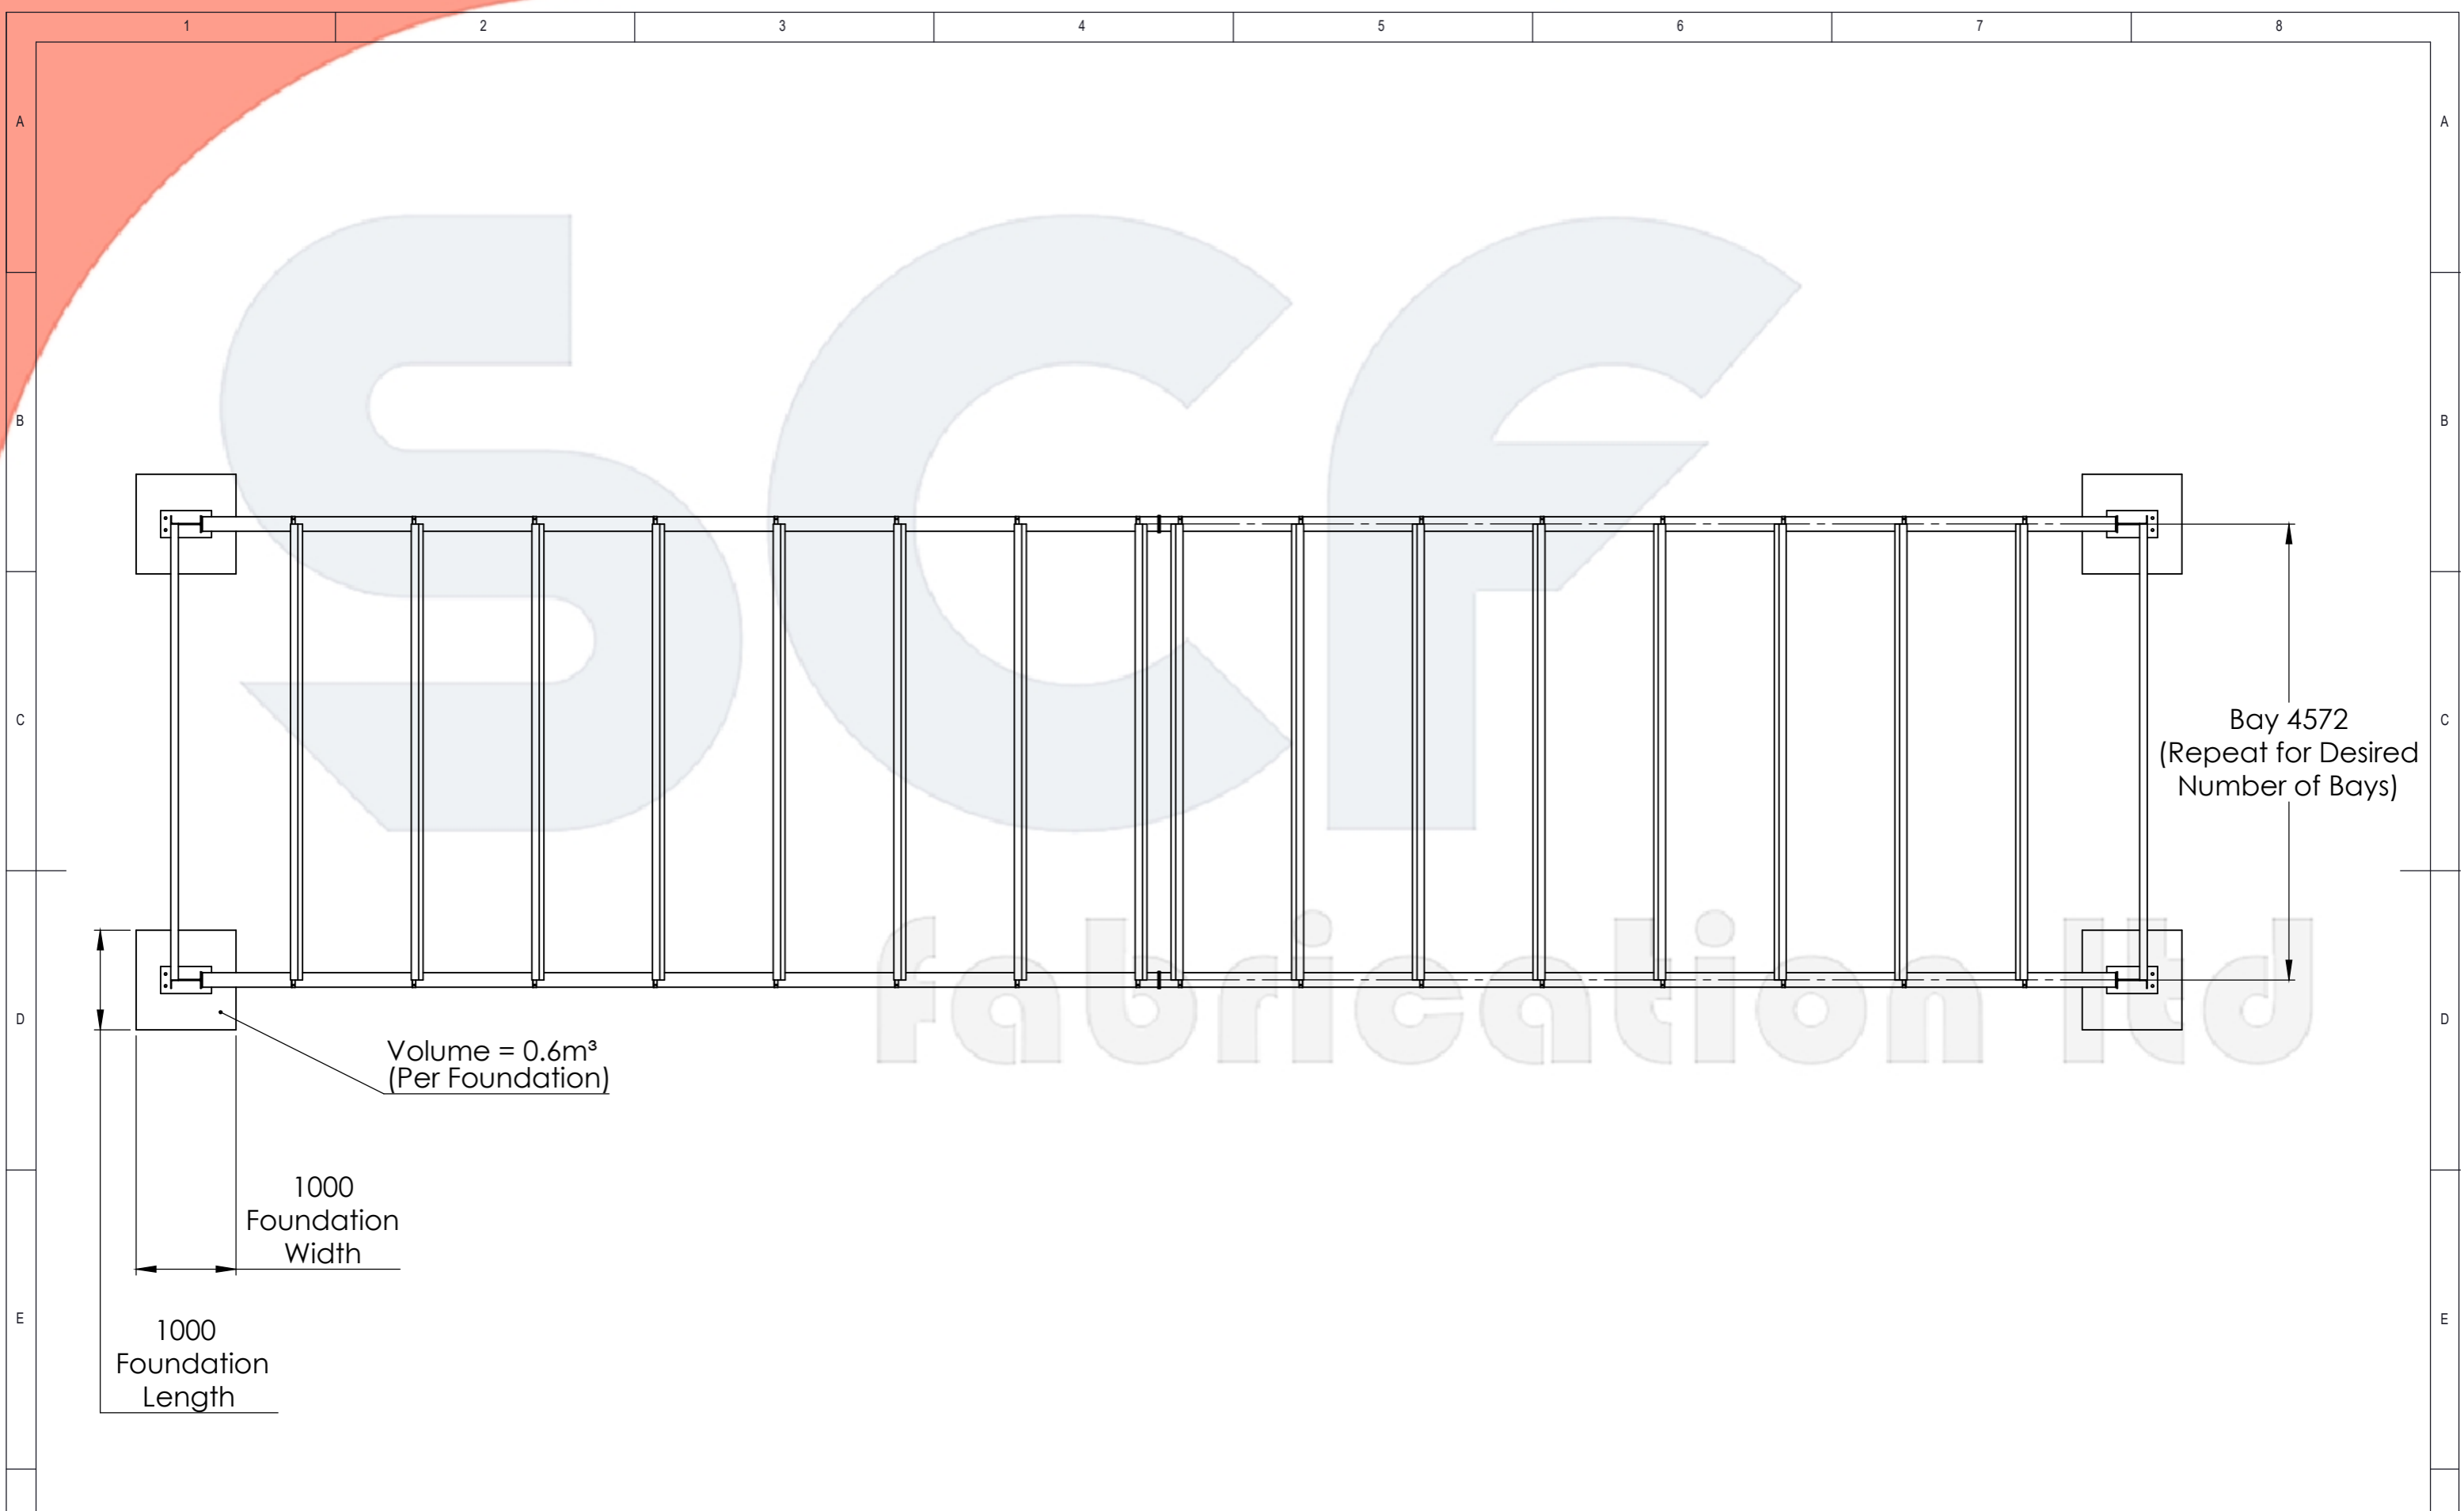 1 2 3 4 5 6 7 8
A A
B B
SCF
Bay 4572
(Repeat for Desired
Number of Bays)
C C
fabrication ltd
D D
Volume = 0.6m³
(Per Foundation)
1000
Foundation
Width
E E
1000
Foundation
Length